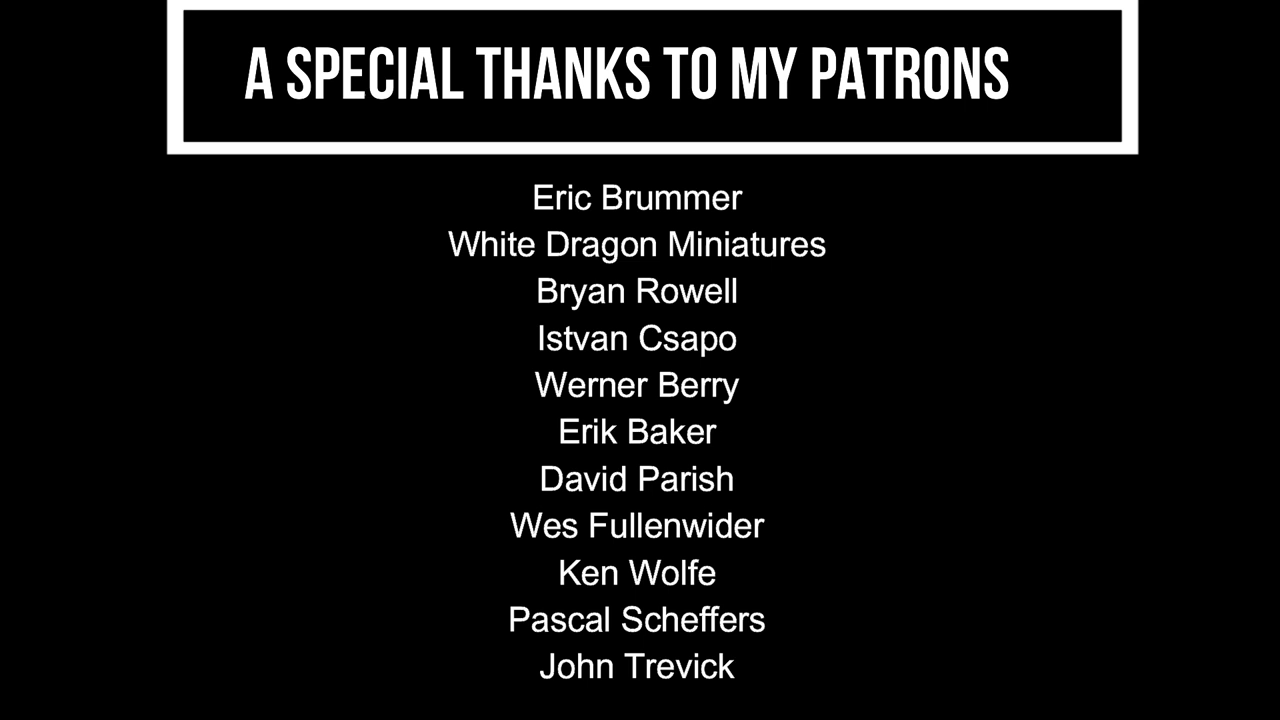 A SPECIAL THANKS TO MY PATRONS
Eric Brummer
White Dragon Miniatures
Bryan Rowell
Istvan Csapo
Werner Berry
Erik Baker
David Parish
Wes Fullenwider
Ken Wolfe
Pascal Scheffers
John Trevick